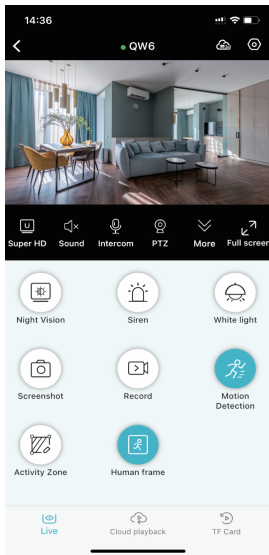 14:36
QW6
Super HD Sound Intercom PTZ More Full screen
Night Vision Siren White light
Screenshot Record Motion
Detection
Activity Zone Human frame
Live Cloud playback TF Card